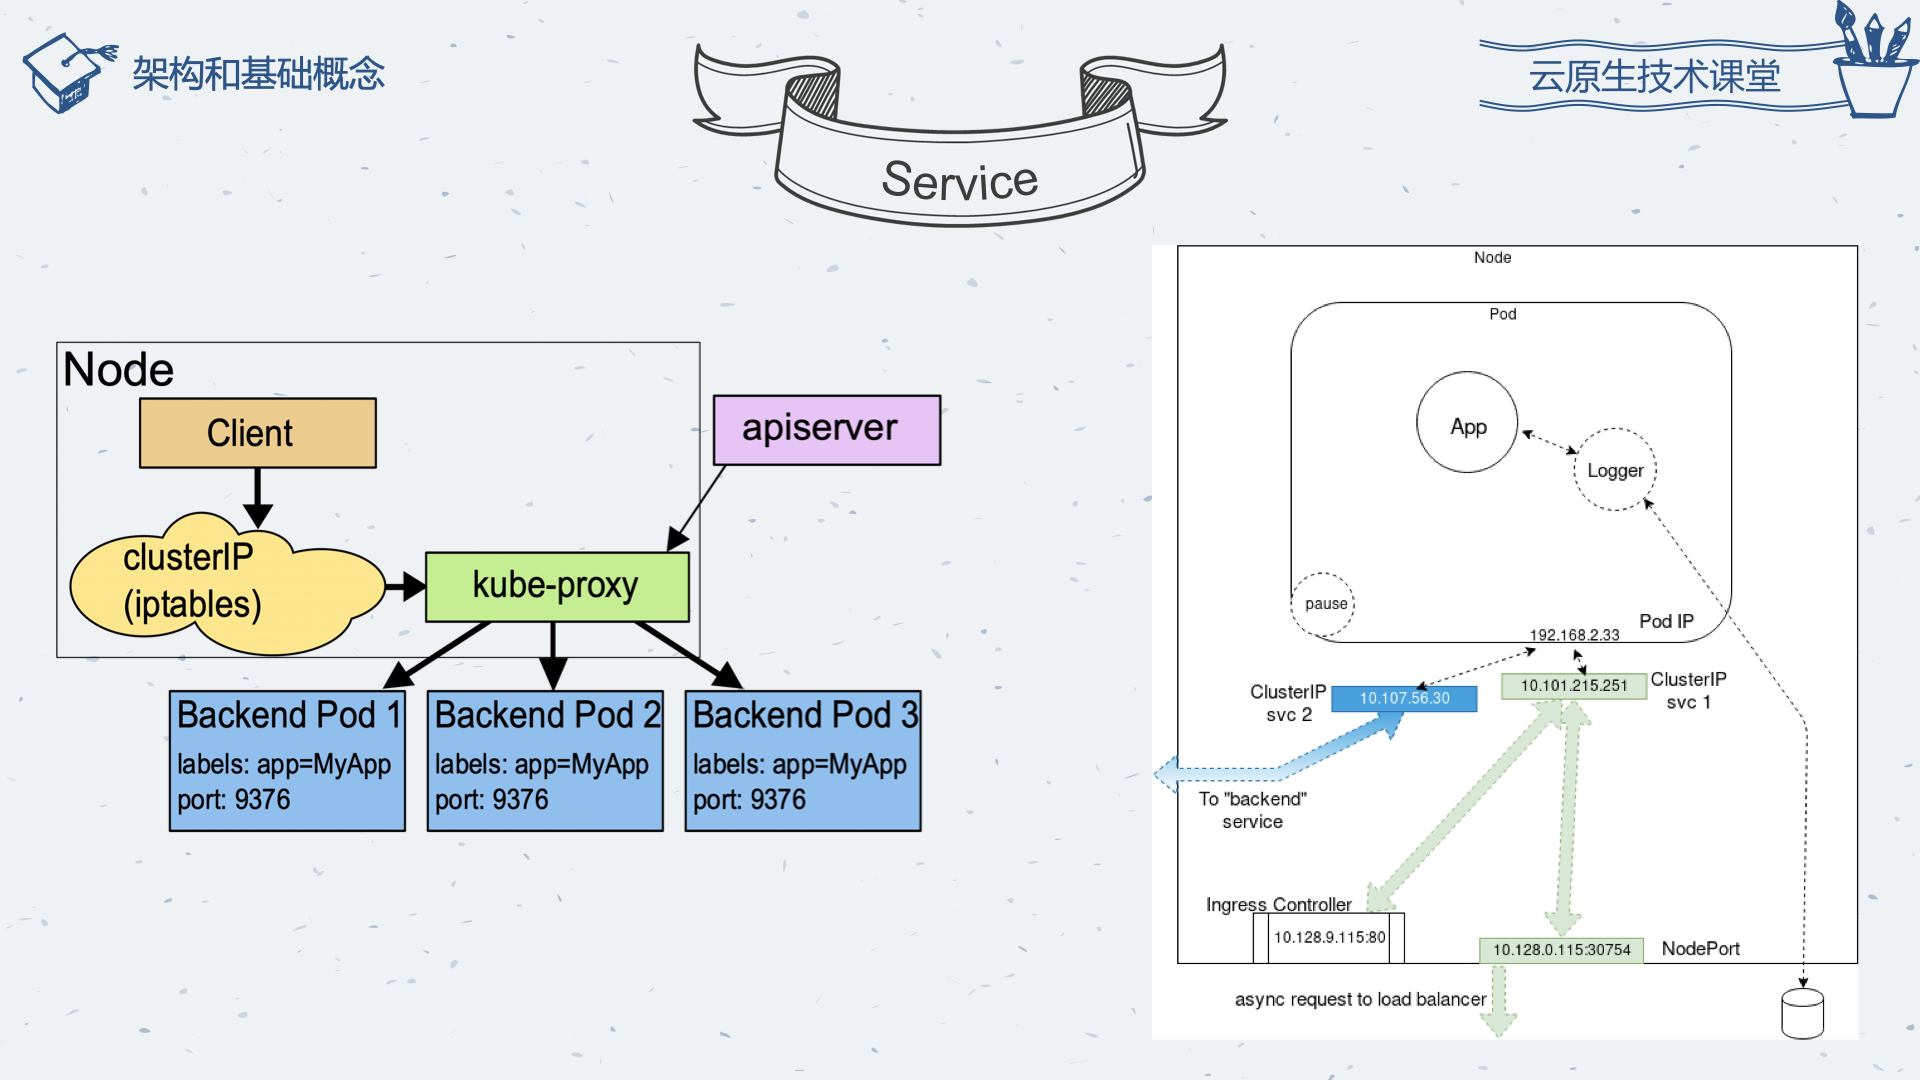 架构和基础概念
云原生技术课堂
Service
Node
Client
apiserver
clusterIP
(iptables)
kube-proxy
Backend Pod 1
labels: app=MyApp
port: 9376
Backend Pod 2
labels: app=MyApp
port: 9376
Backend Pod 3
labels: app=MyApp
port: 9376
Node
Pod
App
Logger
pause
Pod IP
192.168.2.33
ClusterIP
svc 2
10.107.56.30
10.101.215.251
ClusterIP
svc 1
To "backend"
service
Ingress Controller
10.128.9.115:80
10.128.0.115:30754
NodePort
async request to load balancer